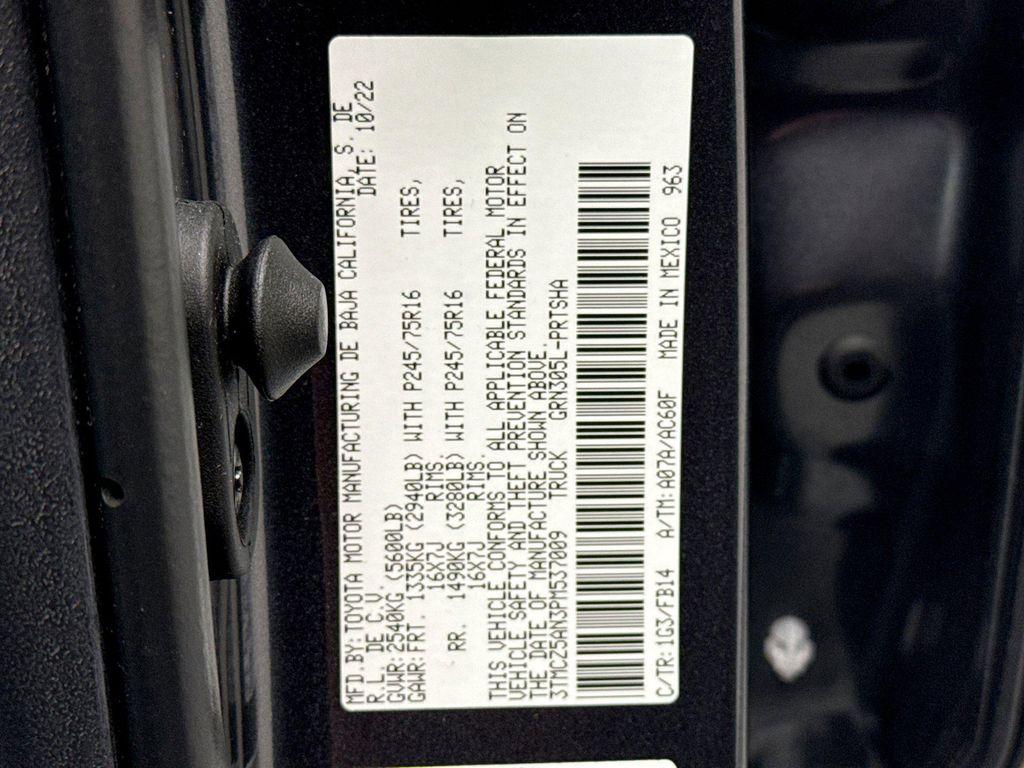 MFD.BY:TOYOTA MOTOR MANUFACTURING DE BAJA CALIFORNIA, S. DE
R.L. DE C.V. DATE: 10/22
GVWR:2540KG (5600LB)
GAWR:FRT. 1335KG (2940LB) WITH P245/75R16 TIRES,
16X7J RIMS.
RR. 1490KG (3280LB) WITH P245/75R16 TIRES,
16X7J RIMS.
THIS VEHICLE CONFORMS TO ALL APPLICABLE FEDERAL MOTOR
VEHICLE SAFETY AND THEFT PREVENTION STANDARDS IN EFFECT ON
THE DATE OF MANUFACTURE SHOWN ABOVE.
3TMCZ5AN3PM537009 TRUCK GRN305L-PRTSHA
C/TR: 1G3/FB14 A/TM: A07A/AC60F MADE IN MEXICO 963